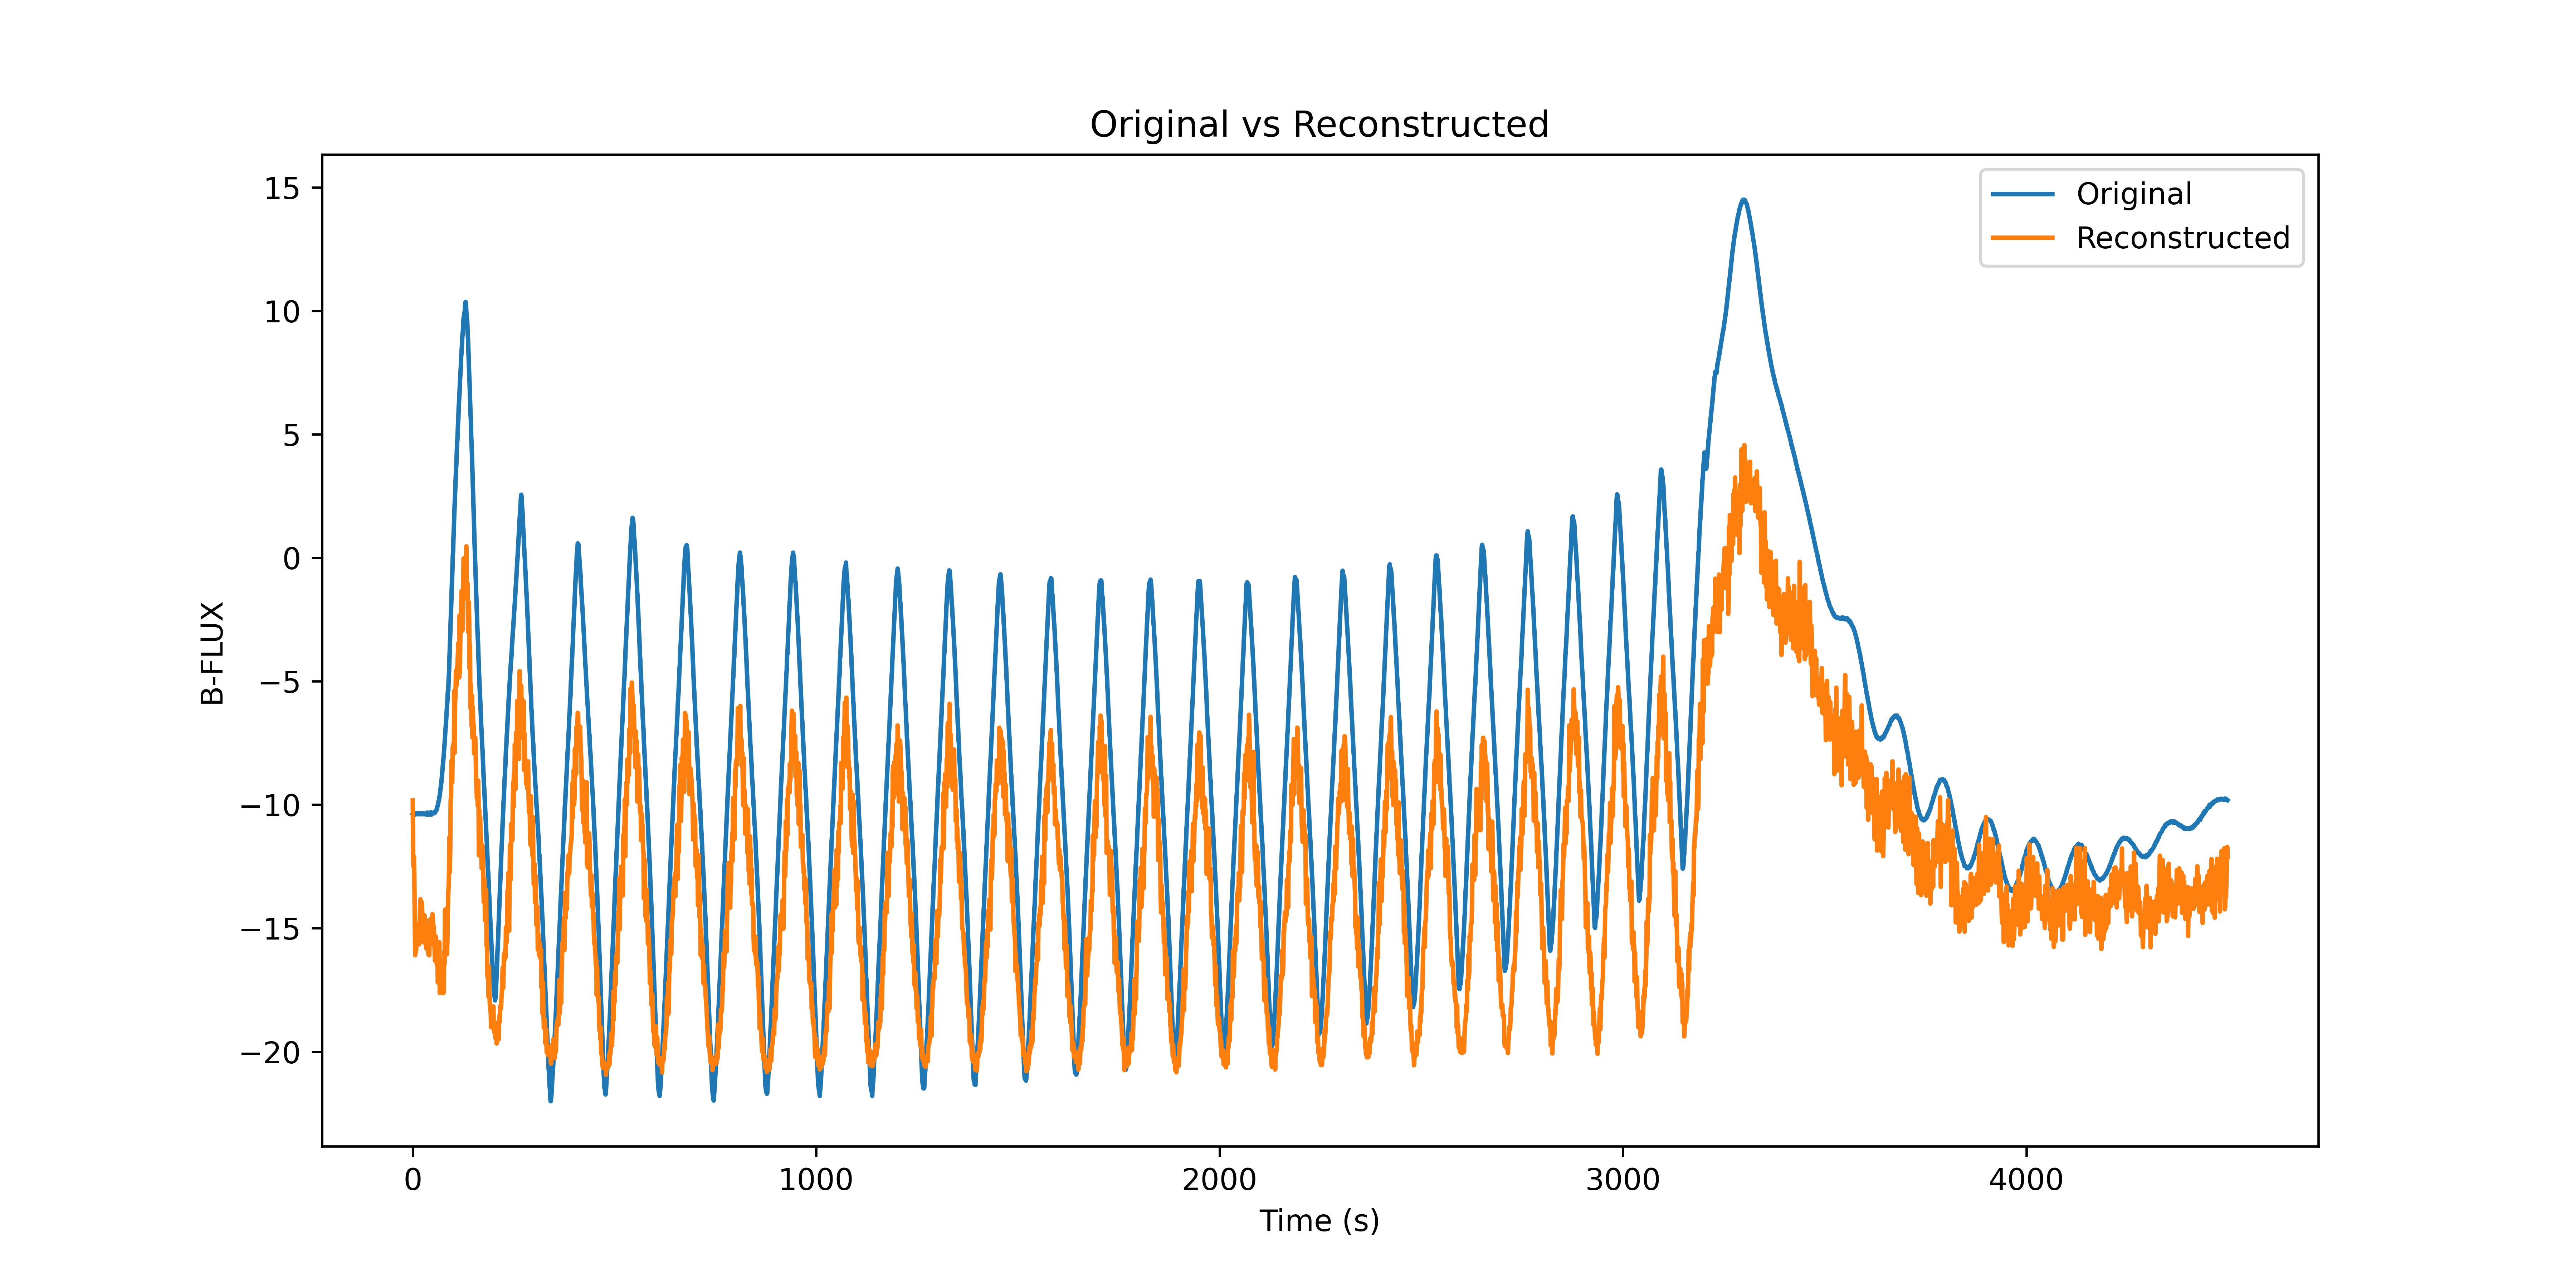 Original vs Reconstructed
15
10
5
0
−5
−10
−15
−20
B-FLUX
Original
Reconstructed
0
1000
2000
3000
4000
Time (s)